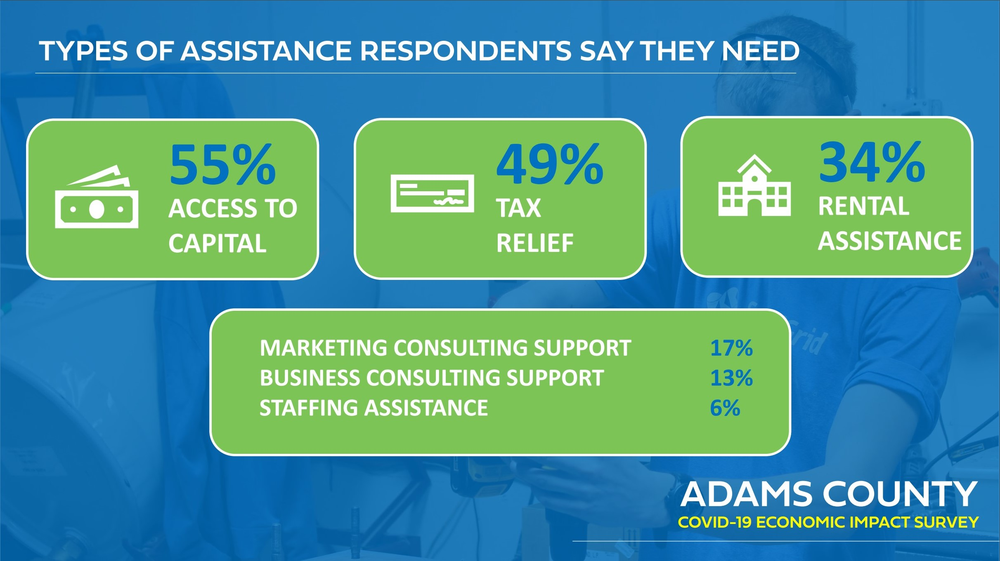 TYPES OF ASSISTANCE RESPONDENTS SAY THEY NEED
55%
ACCESS TO
CAPITAL
49%
TAX
RELIEF
34%
RENTAL
ASSISTANCE
MARKETING CONSULTING SUPPORT 17%
BUSINESS CONSULTING SUPPORT 13%
STAFFING ASSISTANCE 6%
ADAMS COUNTY
COVID-19 ECONOMIC IMPACT SURVEY